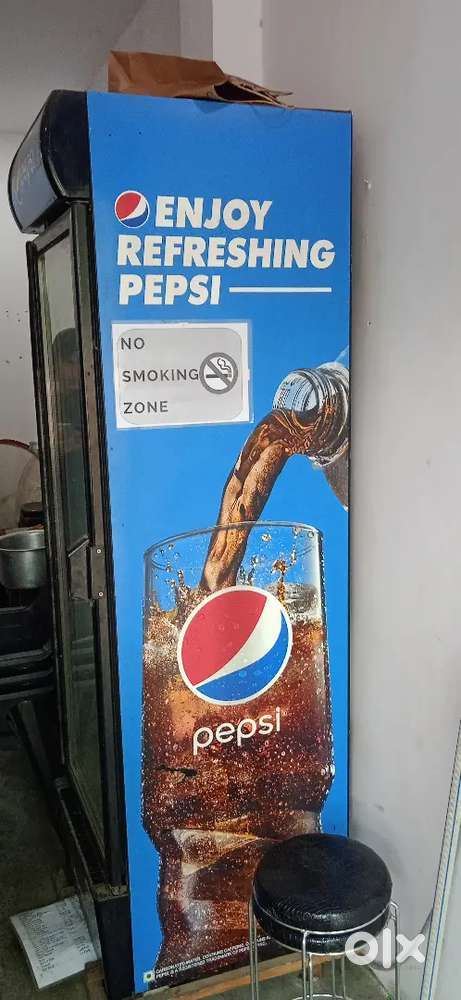 ENJOY
REFRESHING
PEPSI
NO
SMOKING
ZONE
pepsi
olx